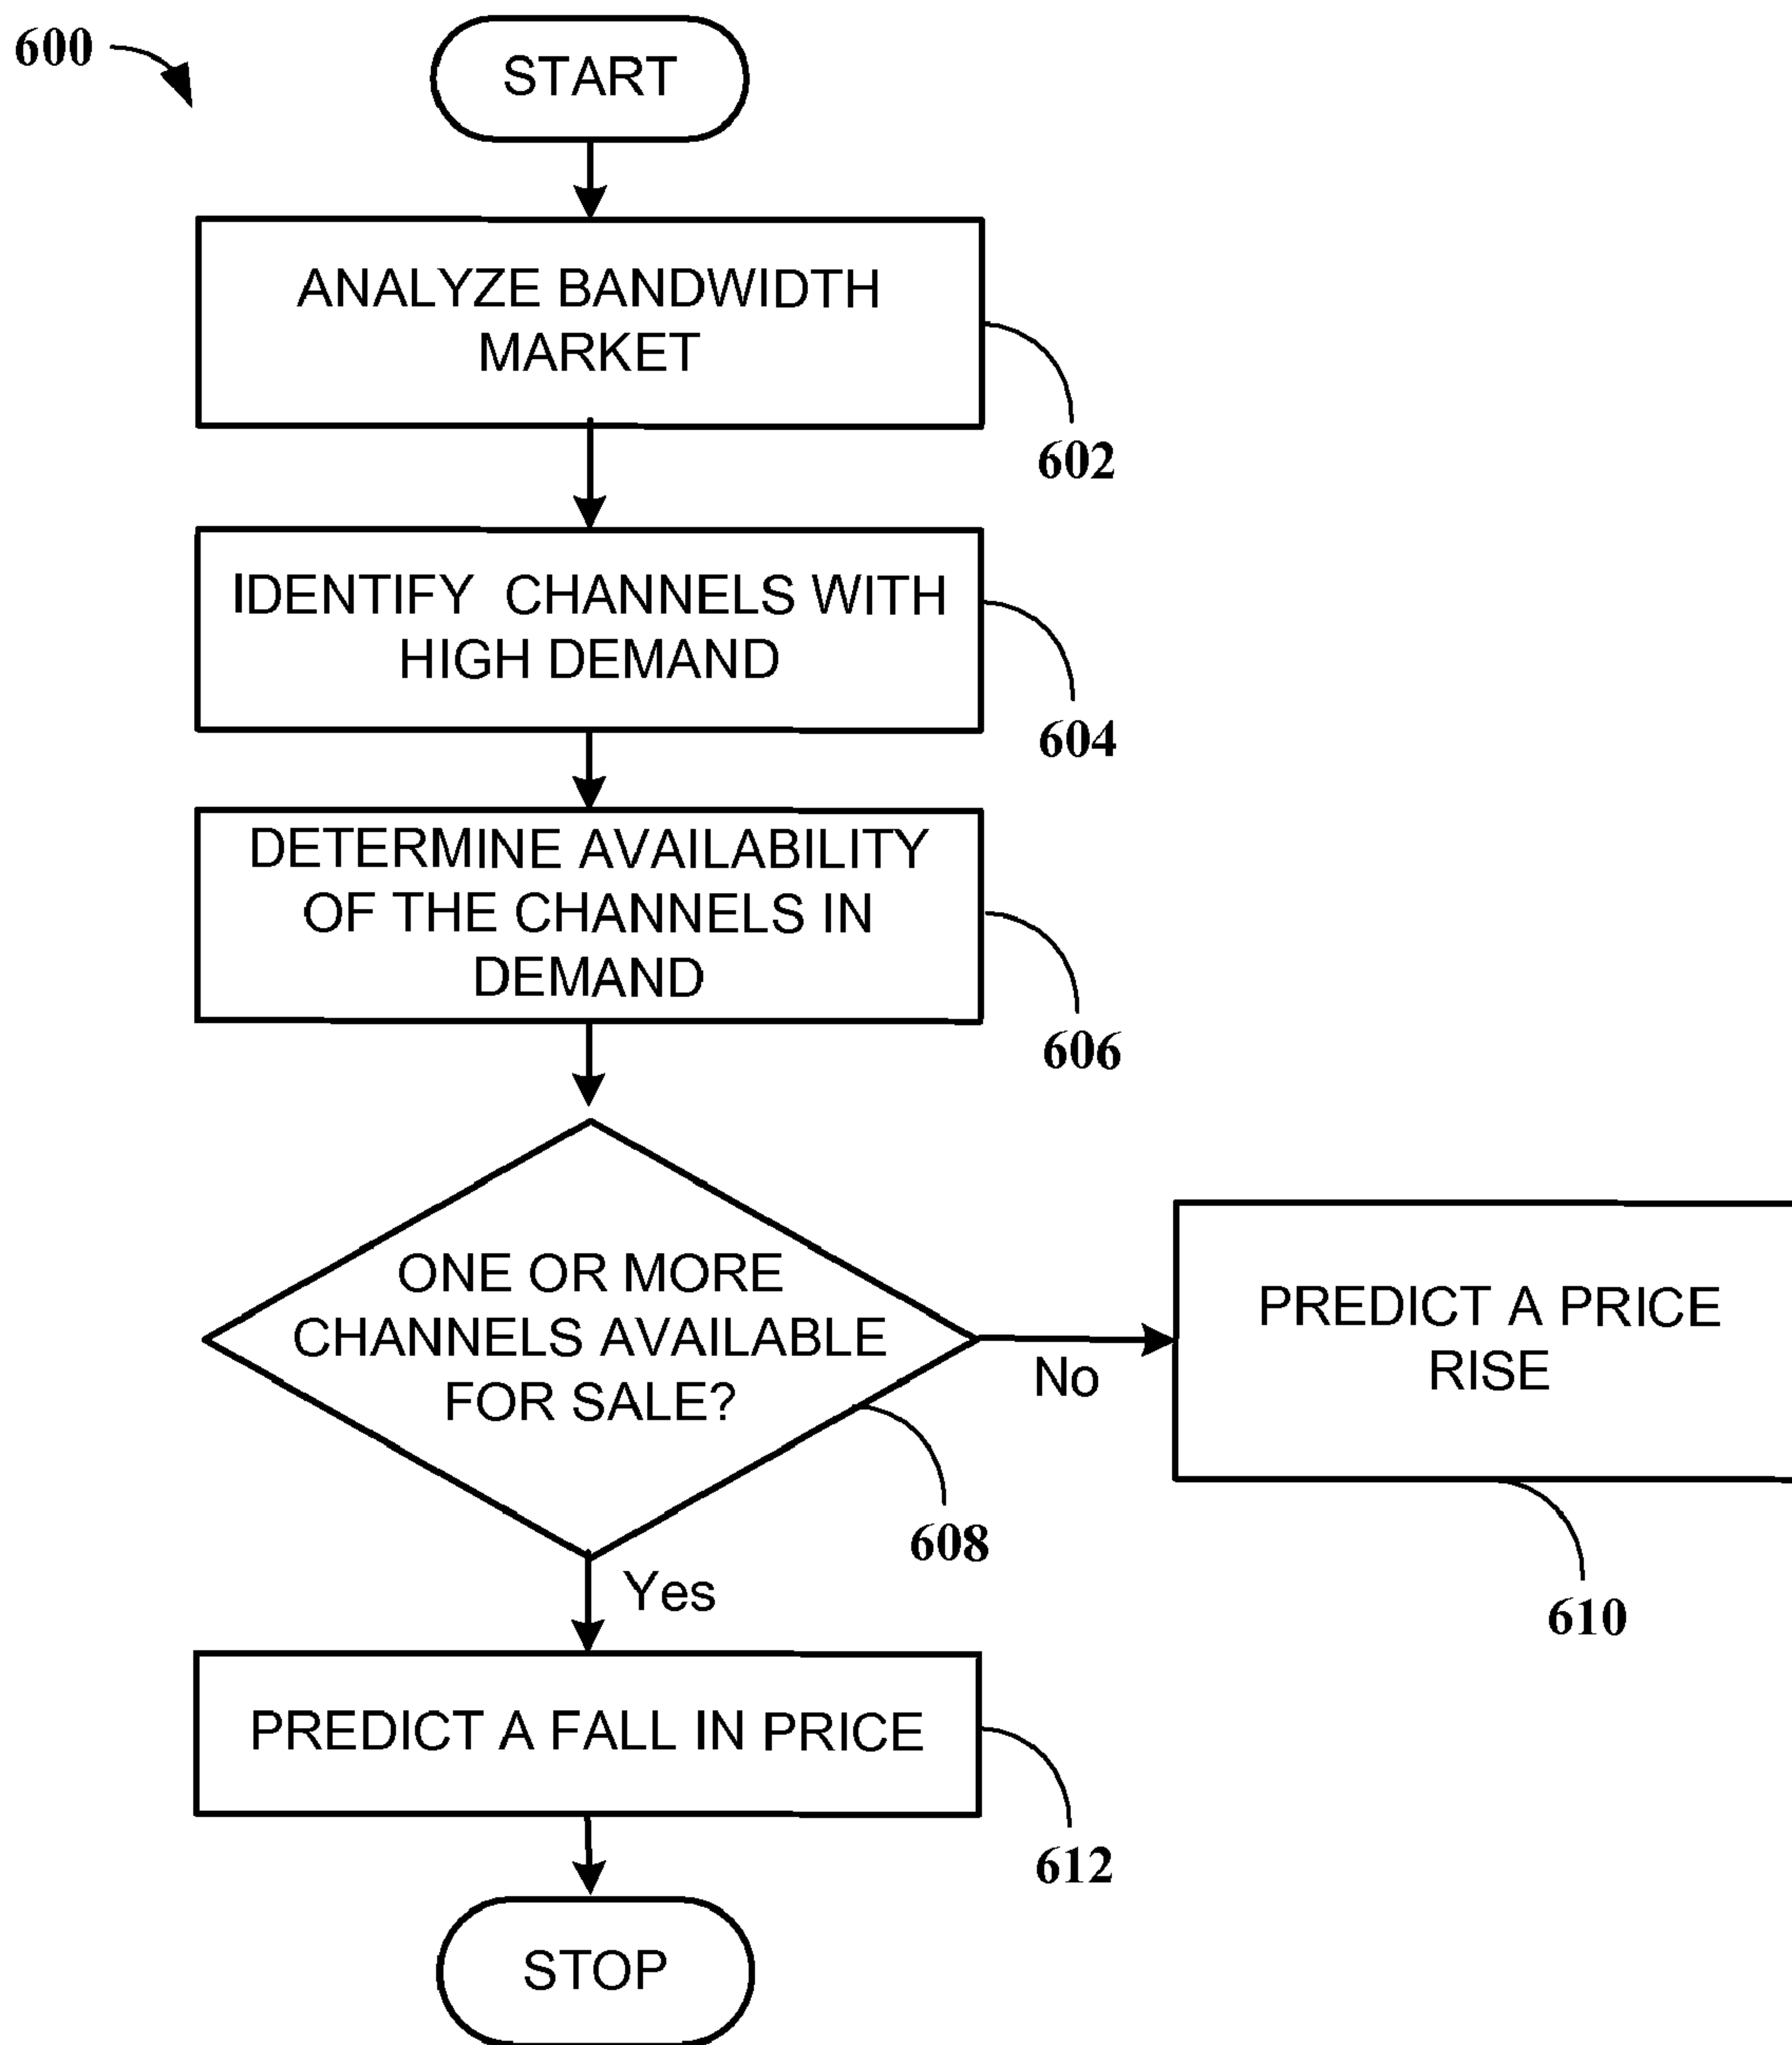 600
START
ANALYZE BANDWIDTH
MARKET
602
IDENTIFY CHANNELS WITH
HIGH DEMAND
604
DETERMINE AVAILABILITY
OF THE CHANNELS IN
DEMAND
606
ONE OR MORE
CHANNELS AVAILABLE
FOR SALE?
608
No
PREDICT A PRICE
RISE
610
Yes
PREDICT A FALL IN PRICE
612
STOP